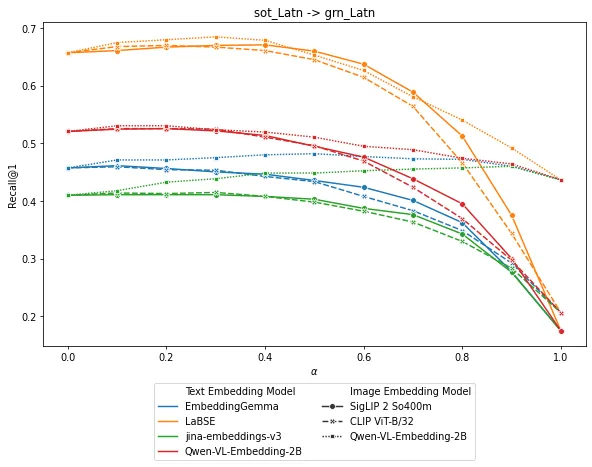 sot_Latn -> grn_Latn
Recall@1
0.7
0.6
0.5
0.4
0.3
0.2
0.0 0.2 0.4 0.6 0.8 1.0
α
Text Embedding Model
EmbeddingGemma
LaBSE
jina-embeddings-v3
Qwen-VL-Embedding-2B
Image Embedding Model
SigLIP 2 So400m
CLIP ViT-B/32
Qwen-VL-Embedding-2B